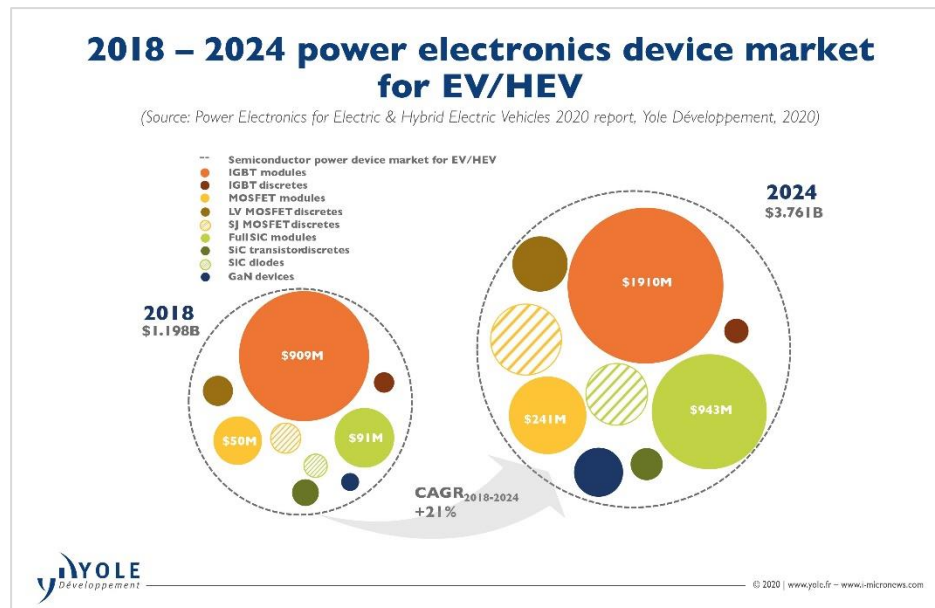 2018 – 2024 power electronics device market
for EV/HEV
(Source: Power Electronics for Electric & Hybrid Electric Vehicles 2020 report, Yole Développement, 2020)
Semiconductor power device market for EV/HEV
IGBT modules
IGBT discretes
MOSFET modules
LV MOSFET discretes
SJ MOSFET discretes
Full SiC modules
SiC transistor discretes
SiC diodes
GaN devices
2018
$1.198B
$909M
$50M
$91M
2024
$3.761B
$1910M
$241M
$943M
CAGR2018-2024
+21%
YOLE
Développement
© 2020 | www.yole.fr – www.i-micronews.com